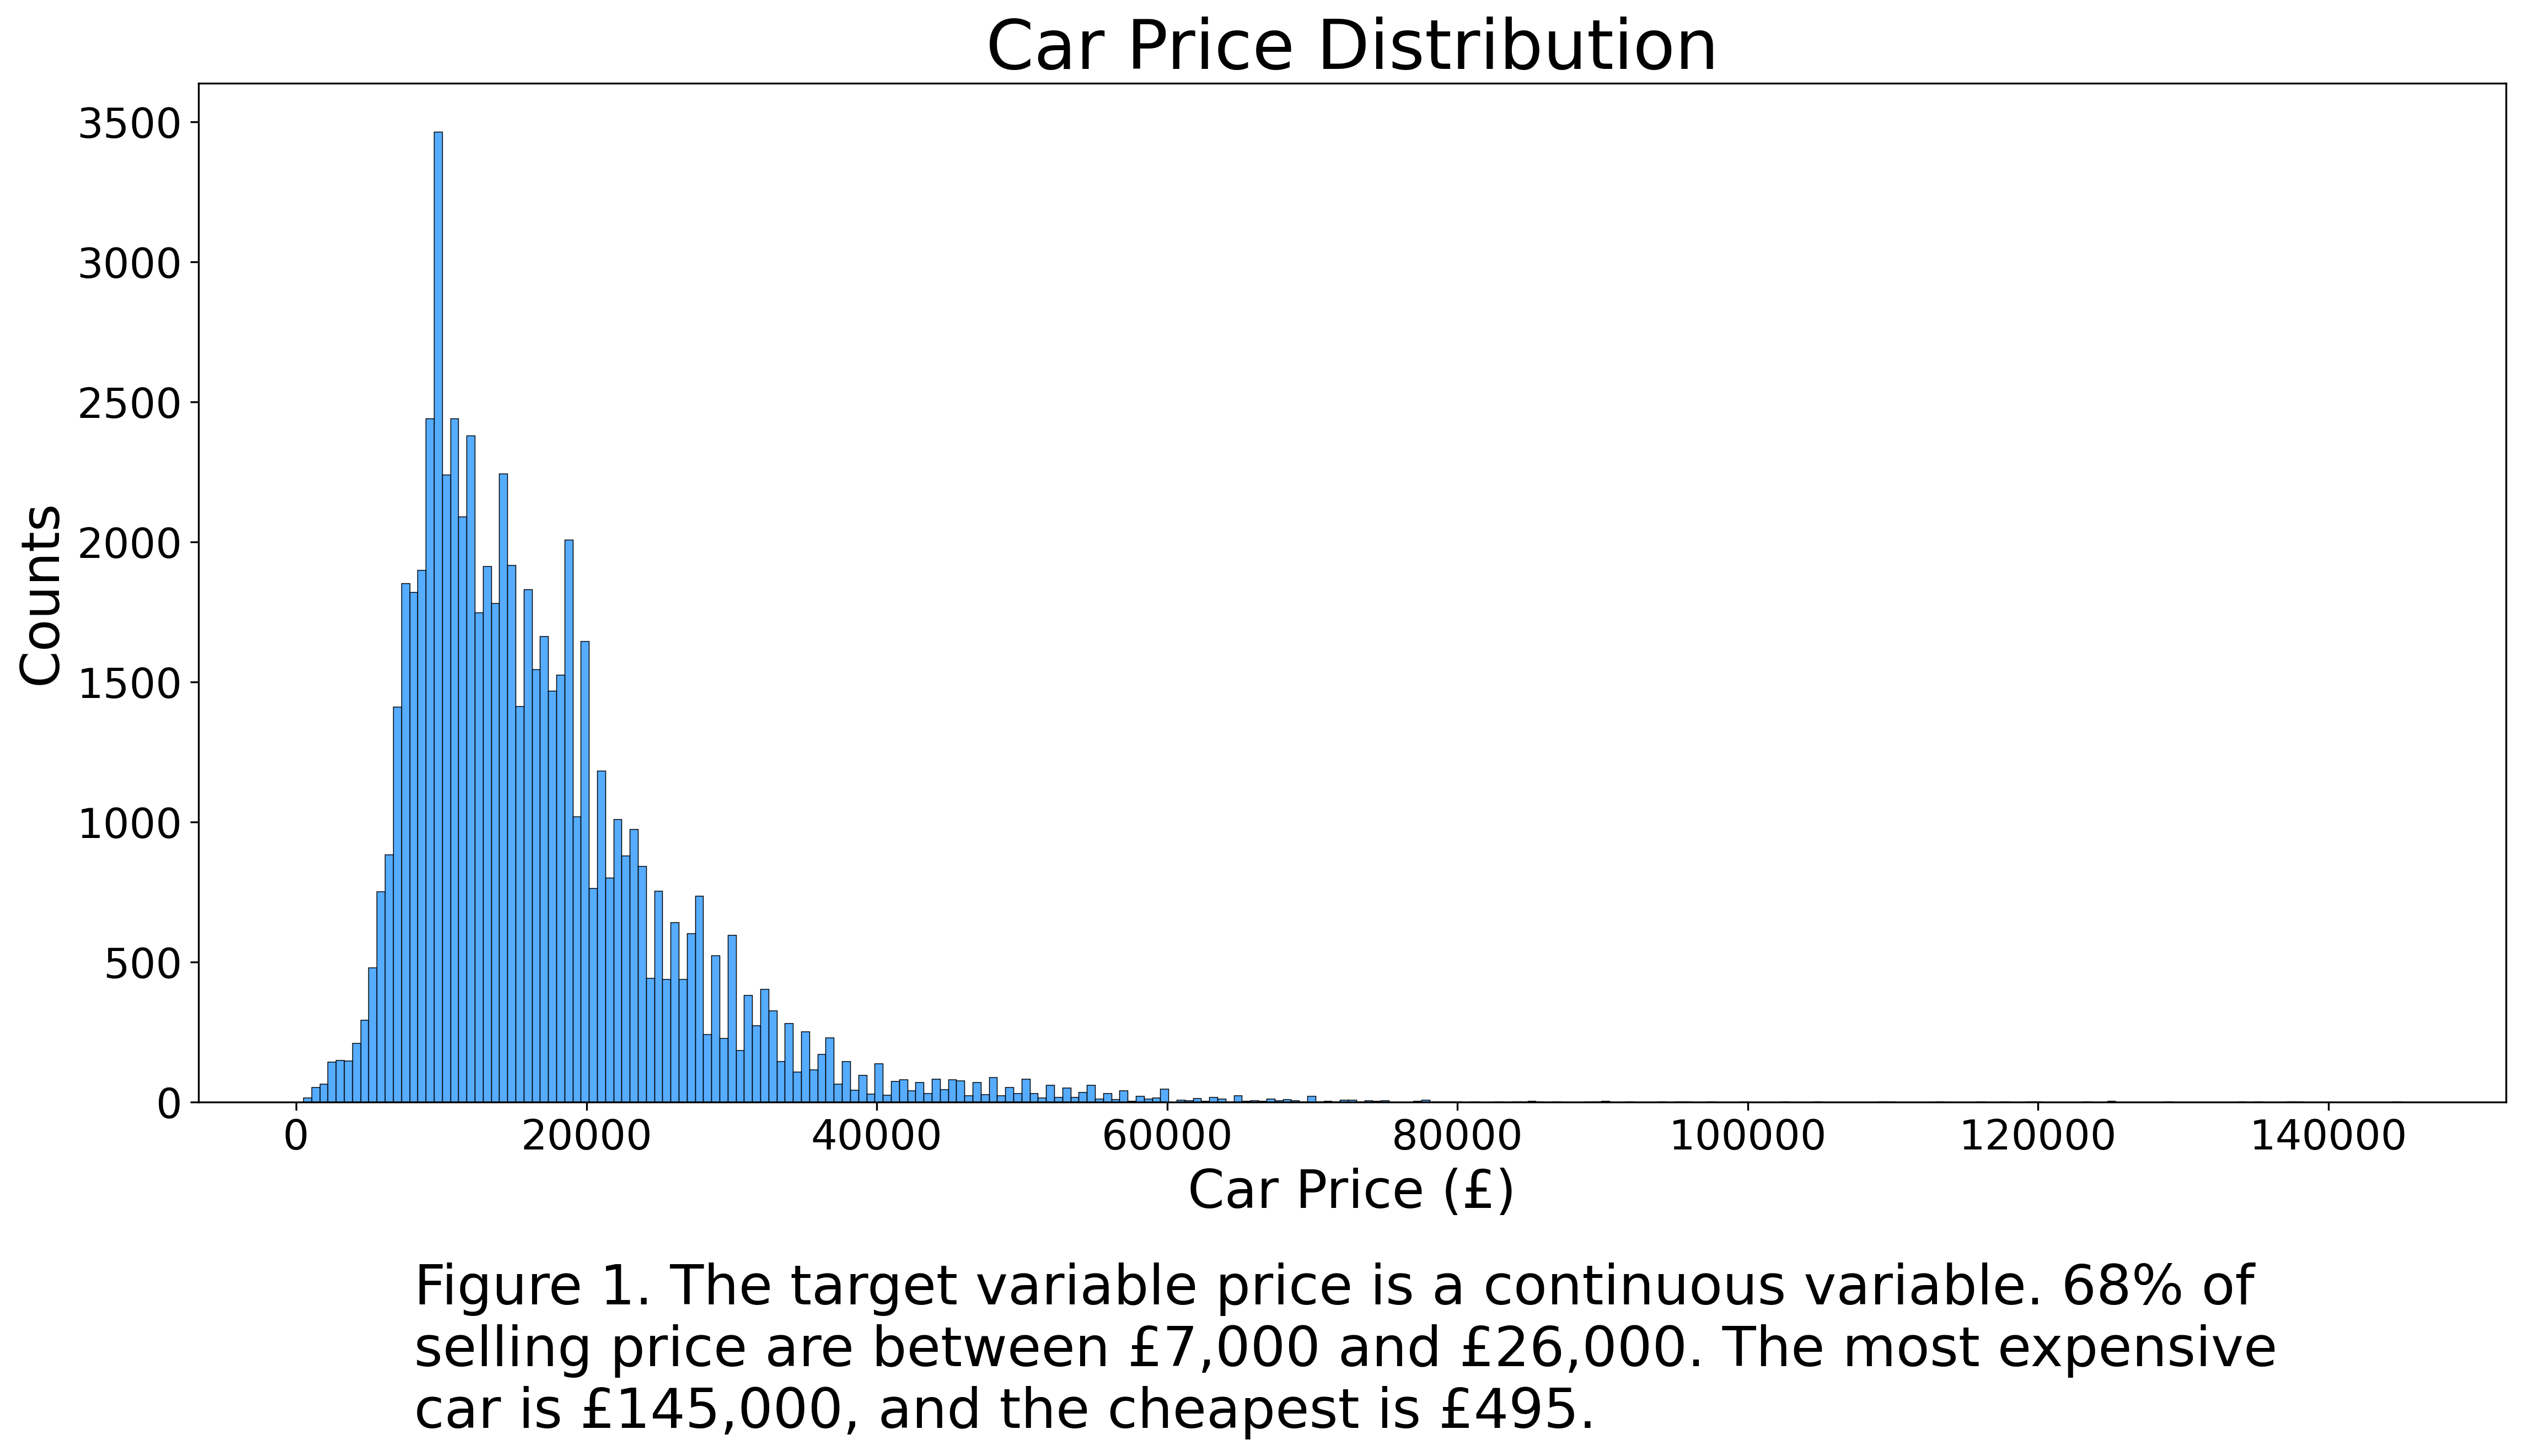 Car Price Distribution
3500
3000
2500
2000
1500
1000
500
0
Counts
0 20000 40000 60000 80000 100000 120000 140000
Car Price (£)
Figure 1. The target variable price is a continuous variable. 68% of
selling price are between £7,000 and £26,000. The most expensive
car is £145,000, and the cheapest is £495.